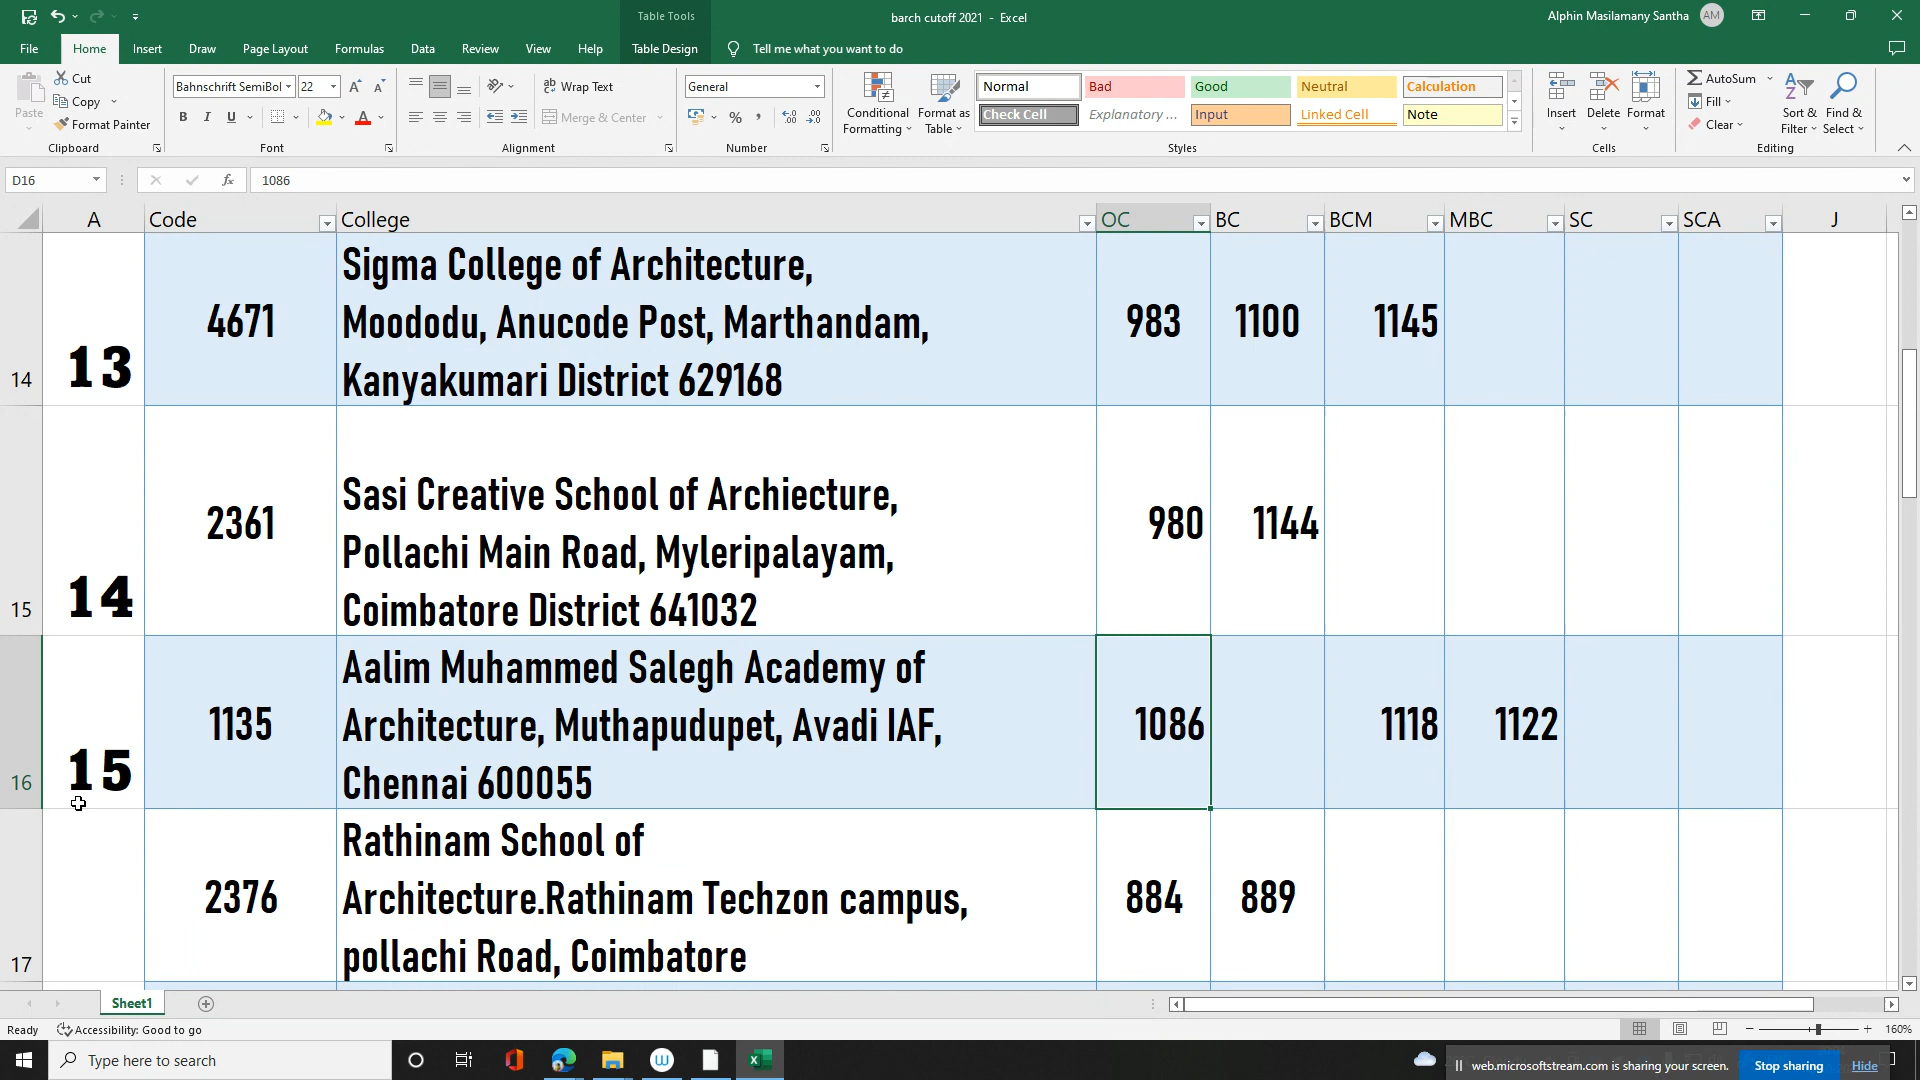 Table Tools
barch cutoff 2021 - Excel
Alphin Masilamany Santha
AM
File
Home
Insert
Draw
Page Layout
Formulas
Data
Review
View
Help
Table Design
Tell me what you want to do
Paste
Cut
Copy
Format Painter
Clipboard
Bahnschrift SemiBol
22
B I U
Font
Wrap Text
Merge & Center
Alignment
General
Number
Conditional
Formatting
Format as
Table
Normal
Bad
Good
Neutral
Calculation
Check Cell
Explanatory ...
Input
Linked Cell
Note
Styles
Insert
Delete
Format
Cells
AutoSum
Fill
Clear
Sort &
Filter
Find &
Select
Editing
D16
fx
1086
A
Code
College
OC
BC
BCM
MBC
SC
SCA
J
14
13
4671
Sigma College of Architecture,
Moododu, Anucode Post, Marthandam,
Kanyakumari District 629168
983
1100
1145
15
14
2361
Sasi Creative School of Archiecture,
Pollachi Main Road, Myleripalayam,
Coimbatore District 641032
980
1144
16
15
1135
Aalim Muhammed Salegh Academy of
Architecture, Muthapudupet, Avadi IAF,
Chennai 600055
1086
1118
1122
17
2376
Rathinam School of
Architecture.Rathinam Techzon campus,
pollachi Road, Coimbatore
884
889
Sheet1
Ready
Accessibility: Good to go
160%
Type here to search
web.microsoftstream.com is sharing your screen.
Stop sharing
Hide